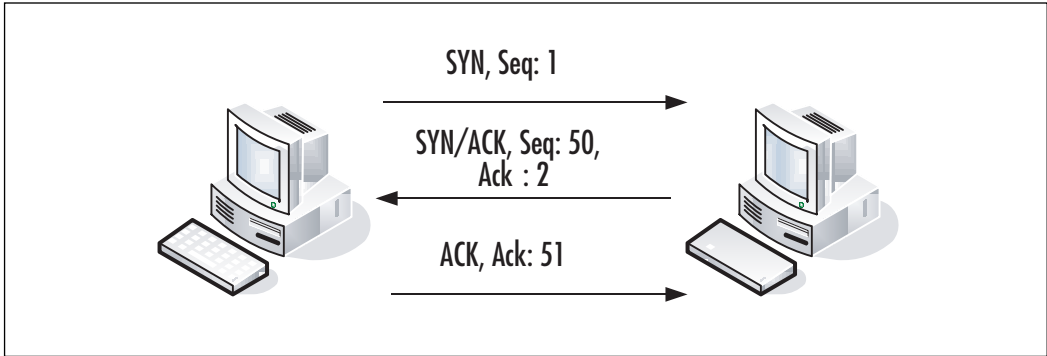 SYN, Seq: 1
SYN/ACK, Seq: 50,
Ack : 2
ACK, Ack: 51